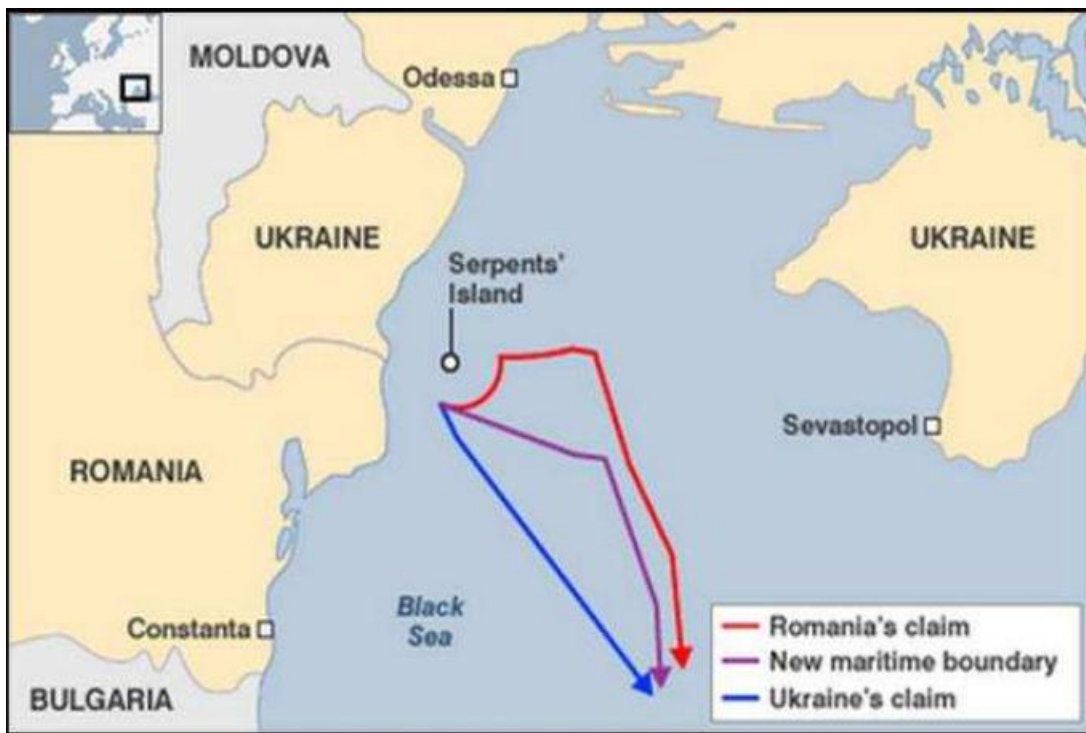 MOLDOVA
Odessa
UKRAINE
UKRAINE
Serpents'
Island
Sevastopol
ROMANIA
Black
Sea
Constanta
BULGARIA
Romania's claim
New maritime boundary
Ukraine's claim